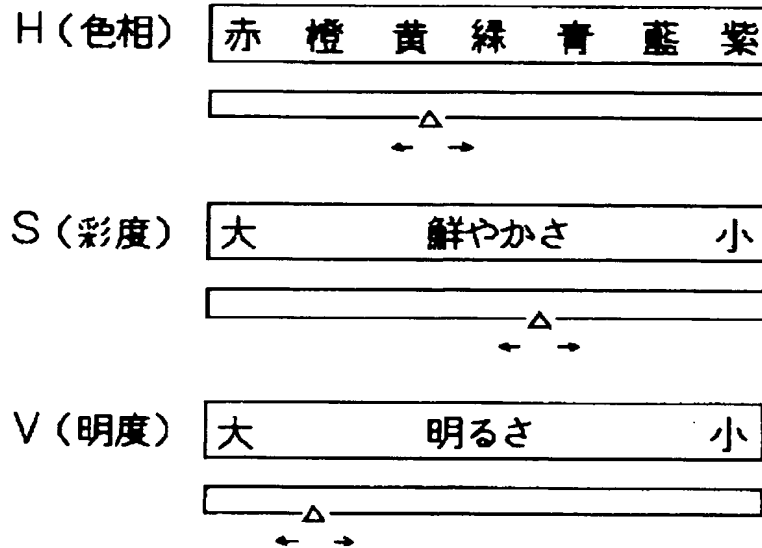 H(色相) 赤 橙 黄 緑 青 藍 紫
S(彩度) 大 鮮やかさ 小
V(明度) 大 明るさ 小